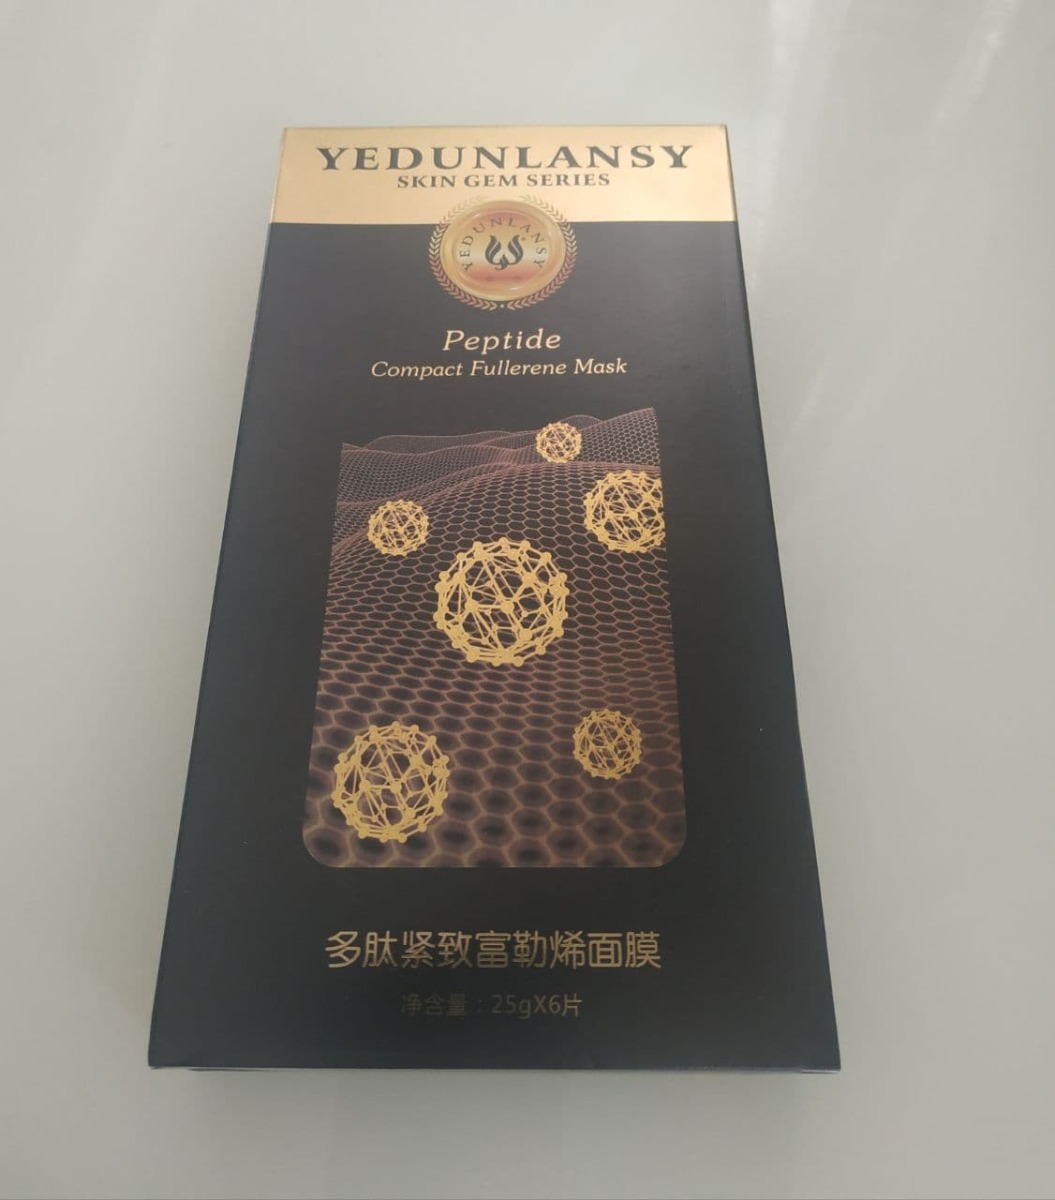 YEDUNLANSY
SKIN GEM SERIES
YEDUNLANSY
Peptide
Compact Fullerene Mask
多肽紧致富勒烯面膜
净含量：25gX6片